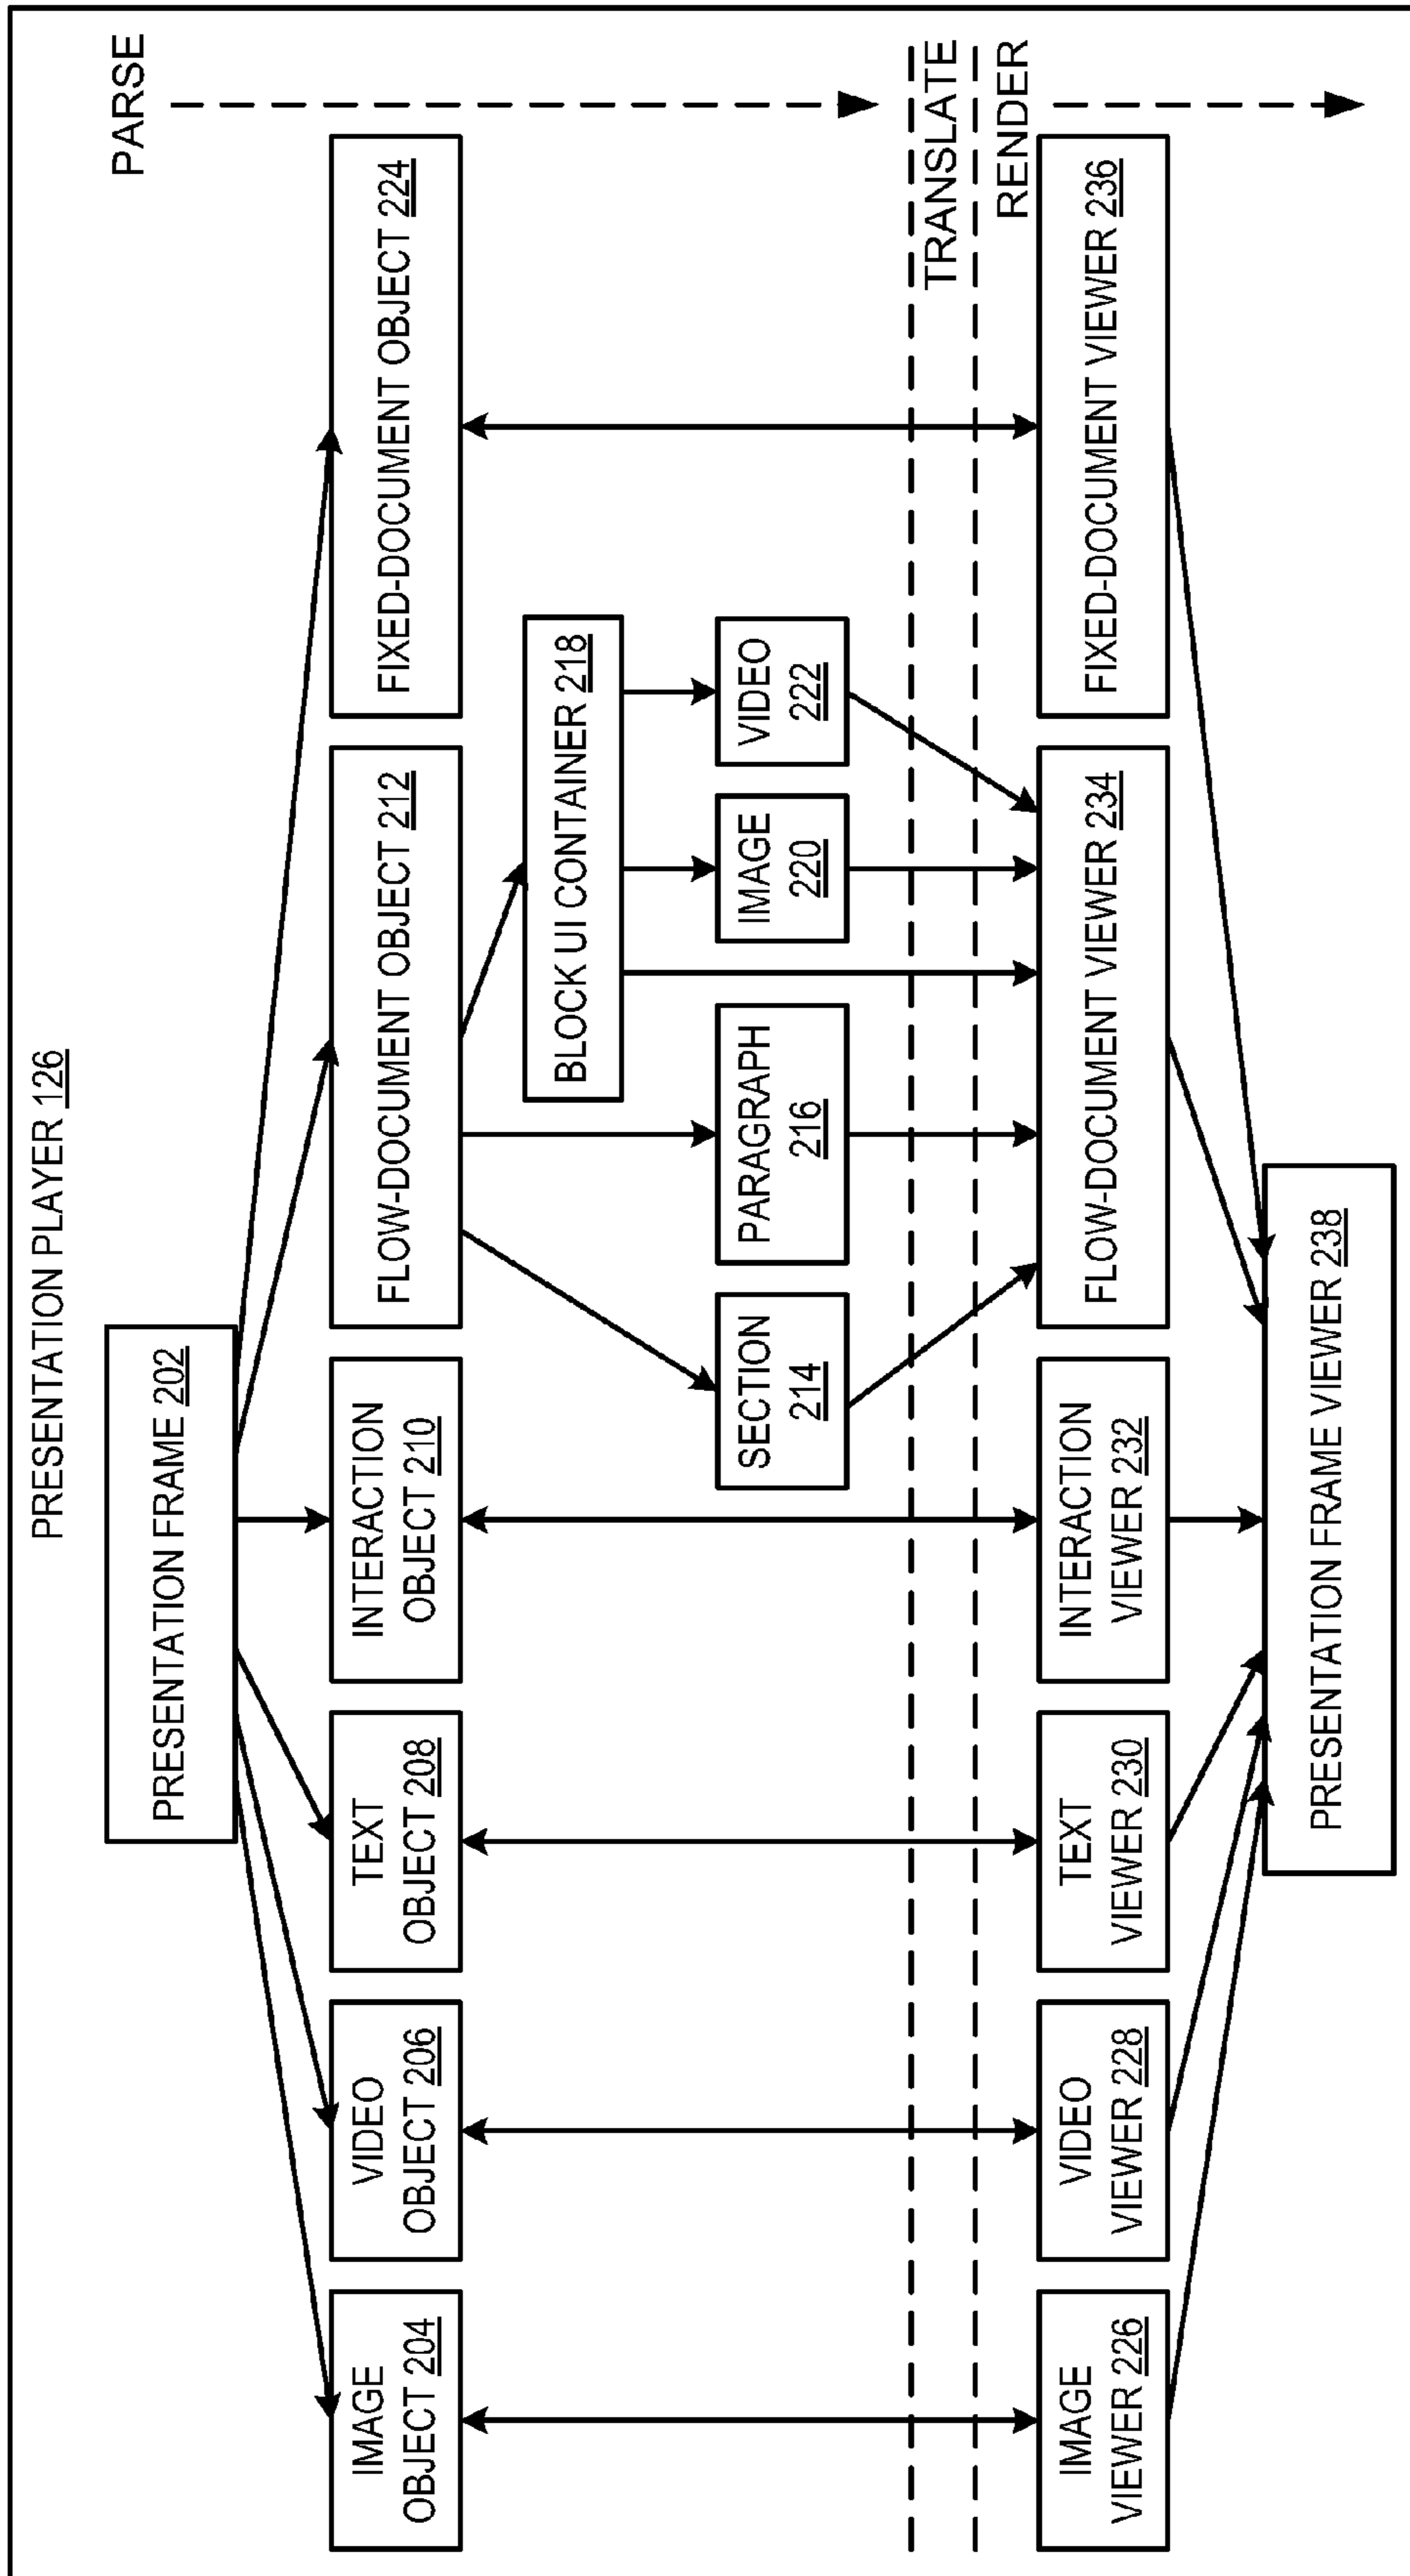 PRESENTATION PLAYER 126
PARSE
PRESENTATION FRAME 202
IMAGE
OBJECT 204
VIDEO
OBJECT 206
TEXT
OBJECT 208
INTERACTION
OBJECT 210
FLOW-DOCUMENT OBJECT 212
FIXED-DOCUMENT OBJECT 224
BLOCK UI CONTAINER 218
SECTION
214
PARAGRAPH
216
IMAGE
220
VIDEO
222
TRANSLATE
RENDER
IMAGE
VIEWER 226
VIDEO
VIEWER 228
TEXT
VIEWER 230
INTERACTION
VIEWER 232
FLOW-DOCUMENT VIEWER 234
FIXED-DOCUMENT VIEWER 236
PRESENTATION FRAME VIEWER 238